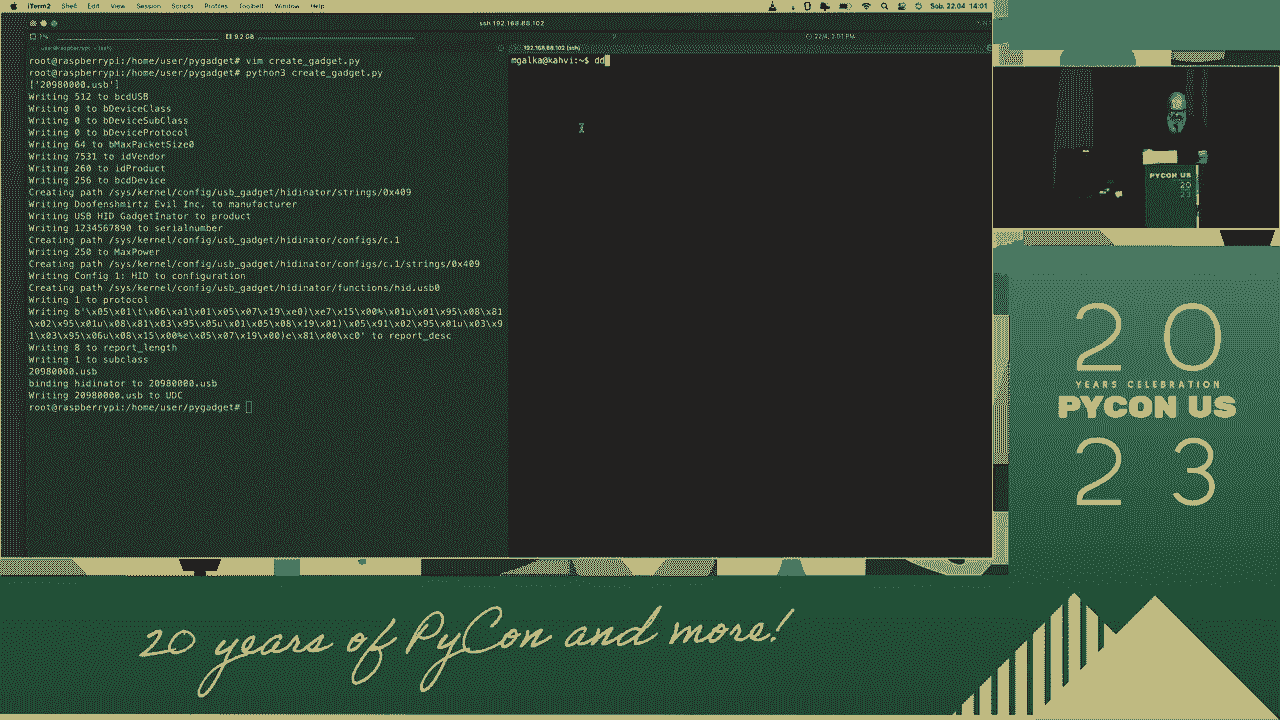 iTerm2 Shell Edit View Session Scripts Profiles Toolbelt Window Help
Sob. 22.04 14:01
ssh 192.168.88.102
9.2 GB
192.168.88.102 (ssh)
root@raspberrypi:/home/user/pygadget# vim create_gadget.py
root@raspberrypi:/home/user/pygadget# python3 create_gadget.py
['20980000.usb']
Writing 512 to bcdUSB
Writing 0 to bDeviceClass
Writing 0 to bDeviceSubClass
Writing 0 to bDeviceProtocol
Writing 64 to bMaxPacketSize0
Writing 7531 to idVendor
Writing 260 to idProduct
Writing 256 to bcdDevice
Creating path /sys/kernel/config/usb_gadget/hidinator/strings/0x409
Writing Doofenshmirtz Evil Inc. to manufacturer
Writing USB HID GadgetInator to product
Writing 1234567890 to serialnumber
Creating path /sys/kernel/config/usb_gadget/hidinator/configs/c.1
Writing 250 to MaxPower
Creating path /sys/kernel/config/usb_gadget/hidinator/configs/c.1/strings/0x409
Writing Config 1: HID to configuration
Creating path /sys/kernel/config/usb_gadget/hidinator/functions/hid.usb0
Writing 1 to protocol
Writing b'\x05\x01\t\x06\xa1\x01\x05\x07\x19\xe0)\xe7\x15\x00%\x01u\x01\x95\x08\x81
\x02\x95\x01u\x08\x81\x03\x95\x05u\x01\x05\x08\x19\x01)\x05\x91\x02\x95\x01u\x03\x9
1\x03\x95\x06u\x08\x15\x00%e\x05\x07\x19\x00)e\x81\x00\xc0' to report_desc
Writing 8 to report_length
Writing 1 to subclass
20980000.usb
binding hidinator to 20980000.usb
Writing 20980000.usb to UDC
root@raspberrypi:/home/user/pygadget#
mgalka@kahvi:~$ dd
PYCON US
20
23
20
YEARS CELEBRATION
PYCON US
23
20 years of PyCon and more!